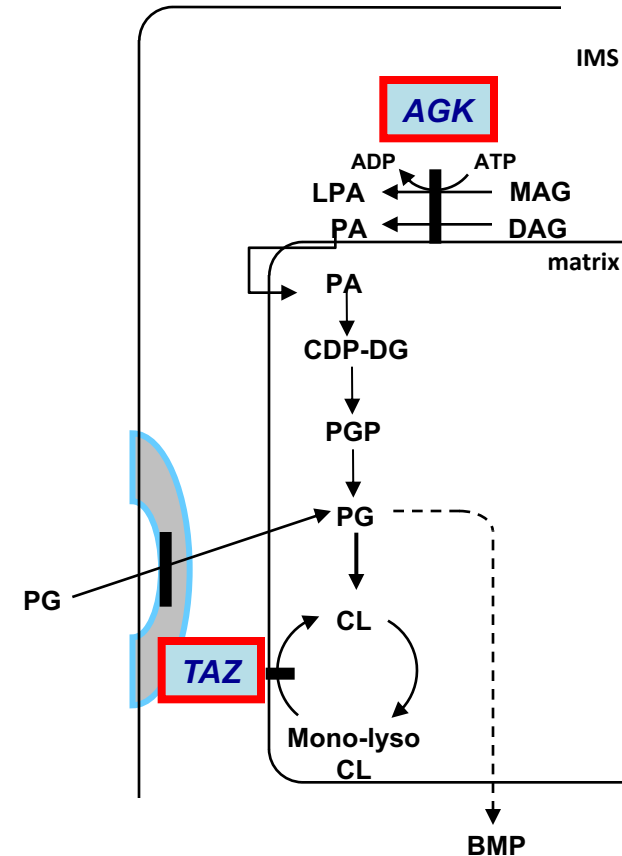 IMS
AGK
ADP ATP
LPA MAG
PA DAG
matrix
PA
CDP-DG
PGP
PG
PG
CL
TAZ
Mono-lyso
CL
BMP